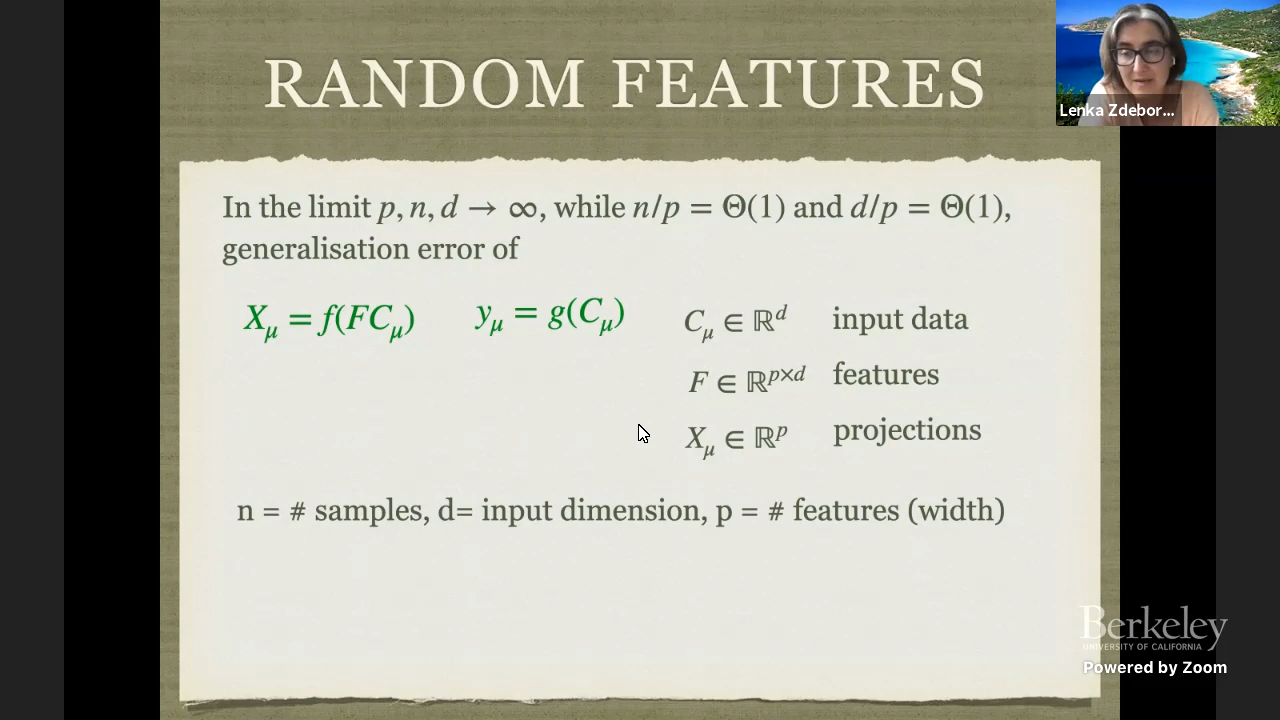 RANDOM FEATURES
Lenka Zdebor...
In the limit p, n, d → ∞, while n/p = Θ(1) and d/p = Θ(1),
generalisation error of
X_μ = f(FC_μ) y_μ = g(C_μ) C_μ ∈ ℝ^d input data
F ∈ ℝ^{p×d} features
X_μ ∈ ℝ^p projections
n = # samples, d= input dimension, p = # features (width)
Berkeley
UNIVERSITY OF CALIFORNIA
Powered by Zoom